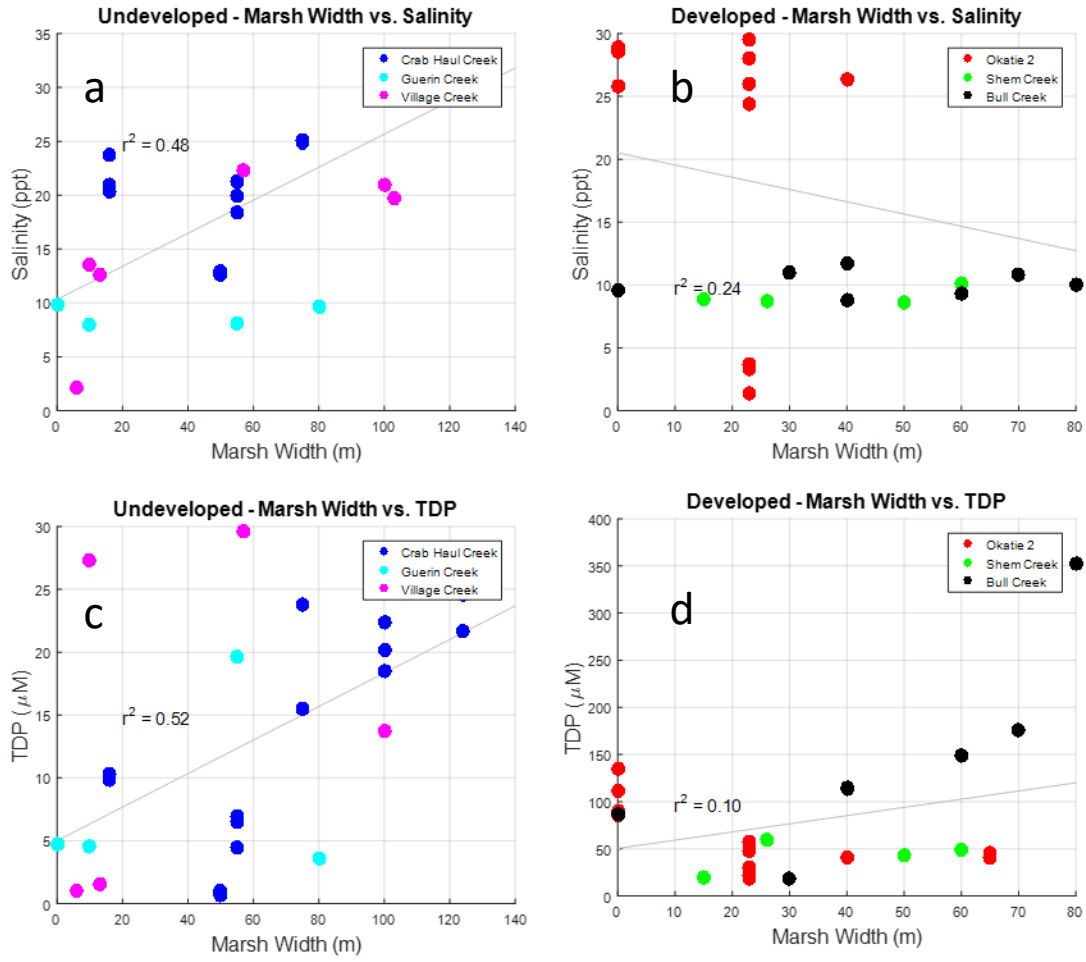 Undeveloped - Marsh Width vs. Salinity
35
30
25
20
15
10
5
0
Salinity (ppt)
a
r² = 0.48
Crab Haul Creek
Guerin Creek
Village Creek
0 20 40 60 80 100 120 140
Marsh Width (m)
Developed - Marsh Width vs. Salinity
30
25
20
15
10
5
0
Salinity (ppt)
b
r² = 0.24
Okatie 2
Shem Creek
Bull Creek
0 10 20 30 40 50 60 70 80
Marsh Width (m)
Undeveloped - Marsh Width vs. TDP
30
25
20
15
10
5
0
TDP (μM)
c
r² = 0.52
Crab Haul Creek
Guerin Creek
Village Creek
0 20 40 60 80 100 120 140
Marsh Width (m)
Developed - Marsh Width vs. TDP
400
350
300
250
200
150
100
50
0
TDP (μM)
d
r² = 0.10
Okatie 2
Shem Creek
Bull Creek
0 10 20 30 40 50 60 70 80
Marsh Width (m)